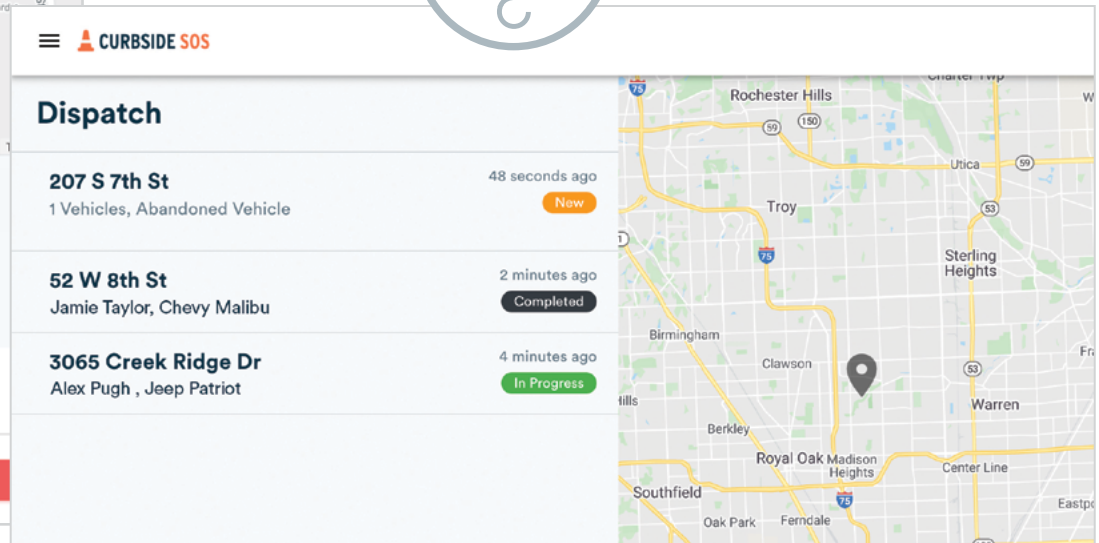 CURBSIDE SOS
Dispatch
207 S 7th St
48 seconds ago
1 Vehicles, Abandoned Vehicle
New
52 W 8th St
2 minutes ago
Jamie Taylor, Chevy Malibu
Completed
3065 Creek Ridge Dr
4 minutes ago
Alex Pugh , Jeep Patriot
In Progress
Charter Twp
75
Rochester Hills
59
150
Utica
59
Troy
53
75
Sterling
Heights
Birmingham
Clawson
53
Warren
Berkley
Royal Oak
Madison
Heights
Center Line
Southfield
75
Oak Park
Ferndale